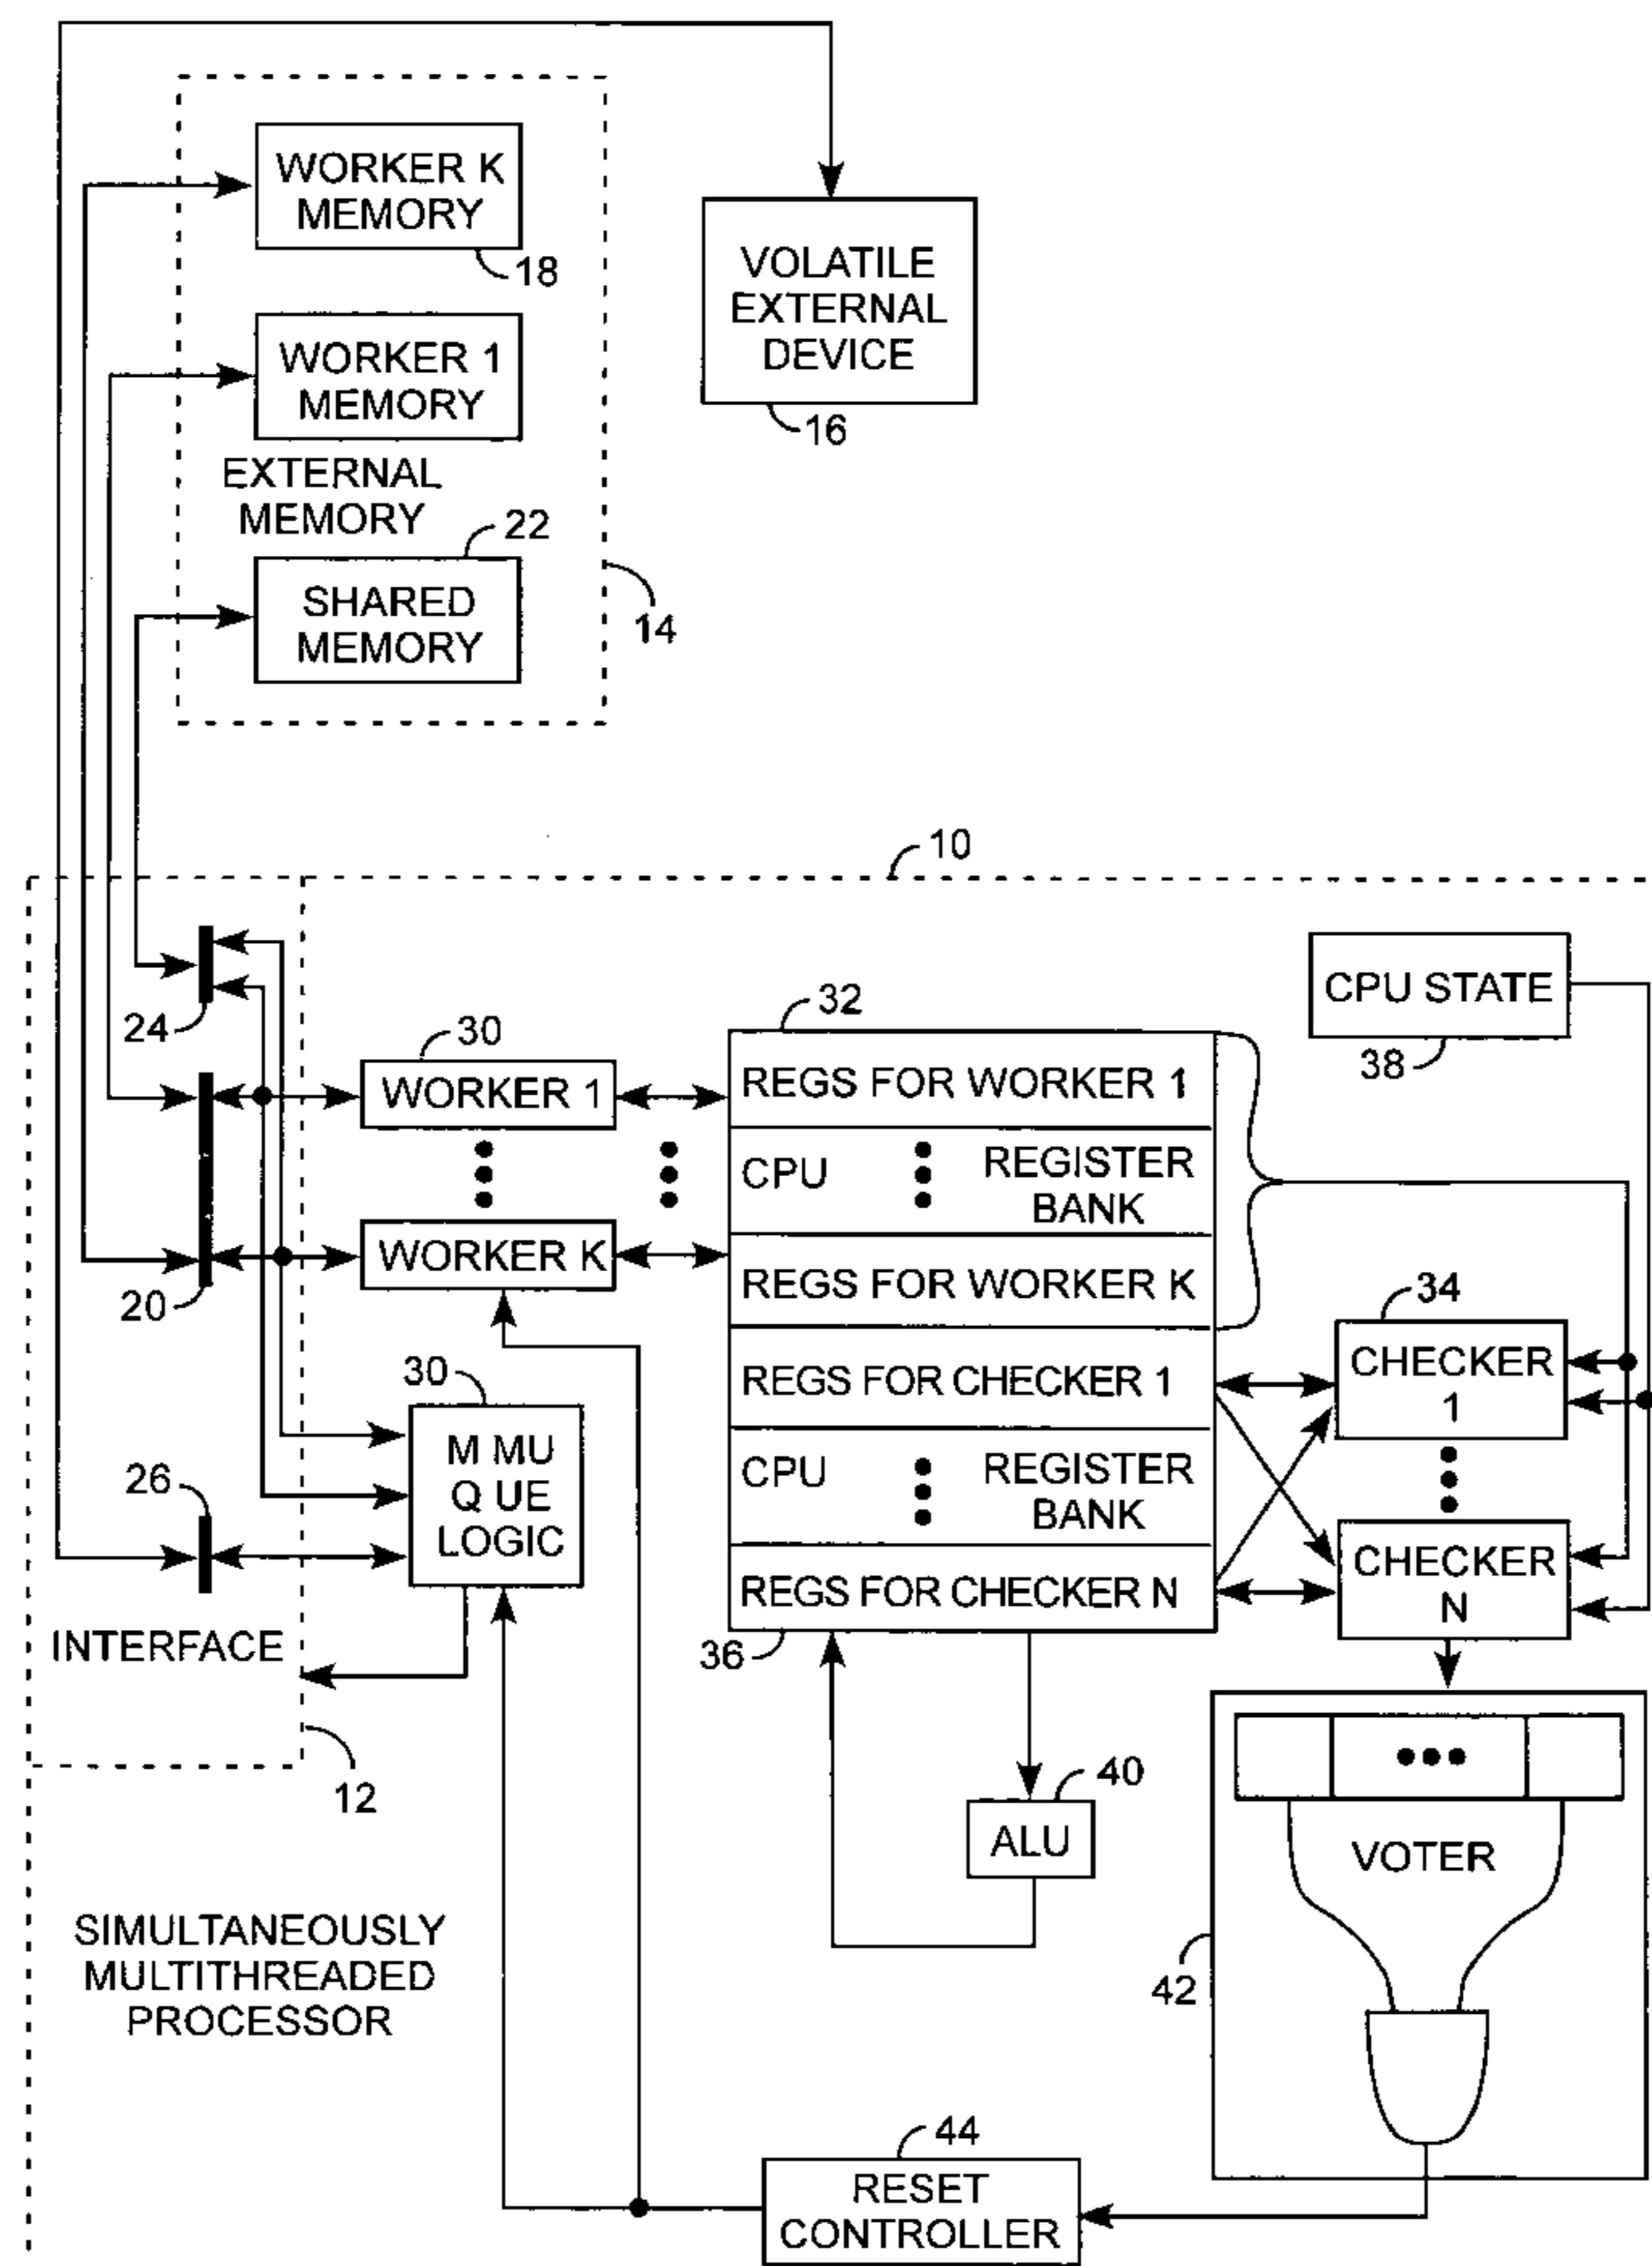 WORKER K
MEMORY
18
VOLATILE
EXTERNAL
DEVICE
16
WORKER 1
MEMORY
EXTERNAL
MEMORY
22
SHARED
MEMORY
14
10
24
30
WORKER 1
32
REGS FOR WORKER 1
CPU STATE
38
CPU
REGISTER
BANK
WORKER K
REGS FOR WORKER K
20
34
CHECKER
1
30
REGS FOR CHECKER 1
M MU
Q UE
LOGIC
26
CPU
REGISTER
BANK
CHECKER
N
REGS FOR CHECKER N
36
INTERFACE
12
40
ALU
VOTER
42
SIMULTANEOUSLY
MULTITHREADED
PROCESSOR
44
RESET
CONTROLLER